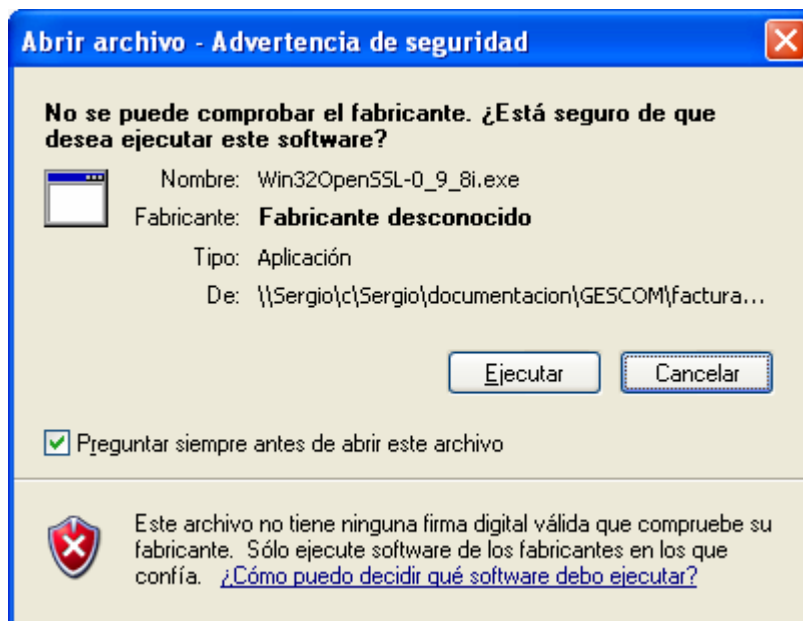 Abrir archivo - Advertencia de seguridad
No se puede comprobar el fabricante. ¿Está seguro de que
desea ejecutar este software?
Nombre: Win32OpenSSL-0_9_8i.exe
Fabricante: Fabricante desconocido
Tipo: Aplicación
De: \\Sergio\c\Sergio\documentacion\GESCOM\factura...
Ejecutar Cancelar
Preguntar siempre antes de abrir este archivo
Este archivo no tiene ninguna firma digital válida que compruebe su
fabricante. Sólo ejecute software de los fabricantes en los que
confía. ¿Cómo puedo decidir qué software debo ejecutar?